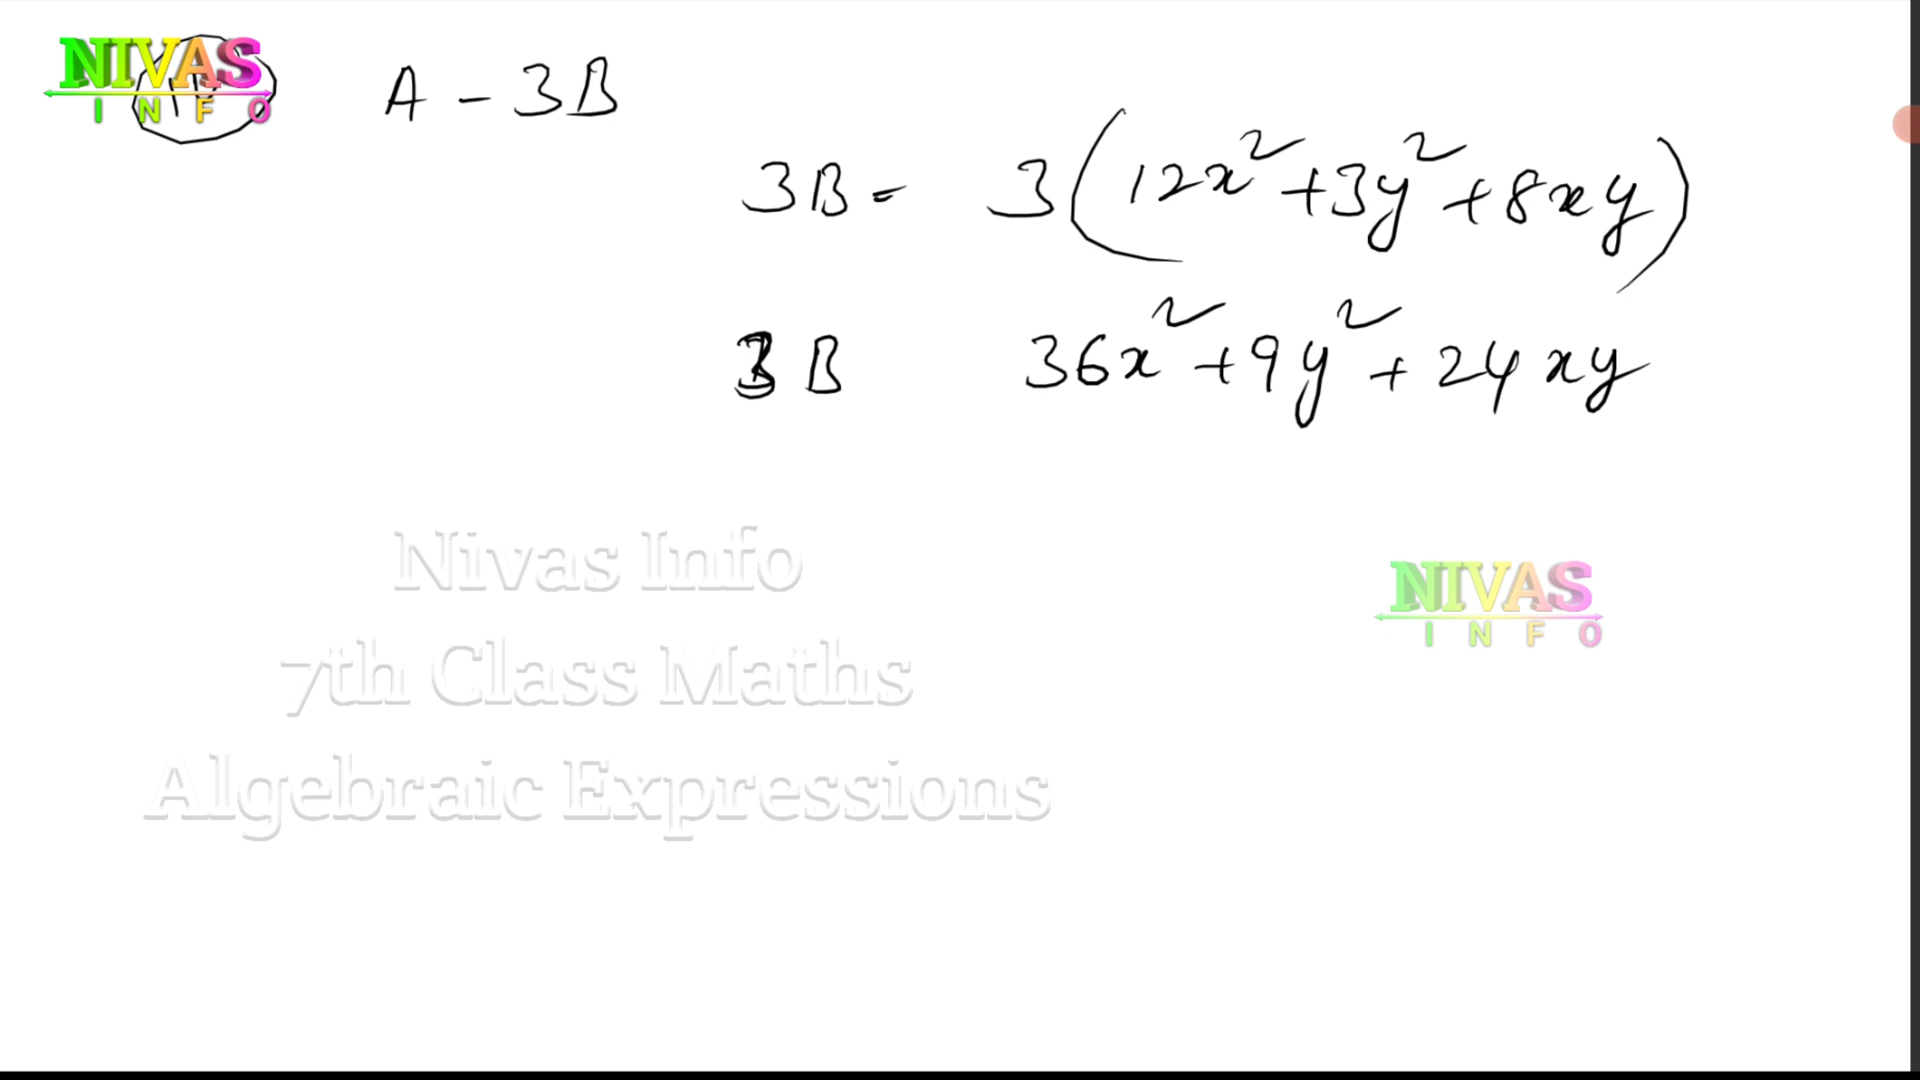 NIVAS
INFO
A - 3B
3B = 3(12x² + 3y² + 8xy)
3B 36x² + 9y² + 24xy
Nivas Info
NIVAS
INFO
7th Class Maths
Algebraic Expressions